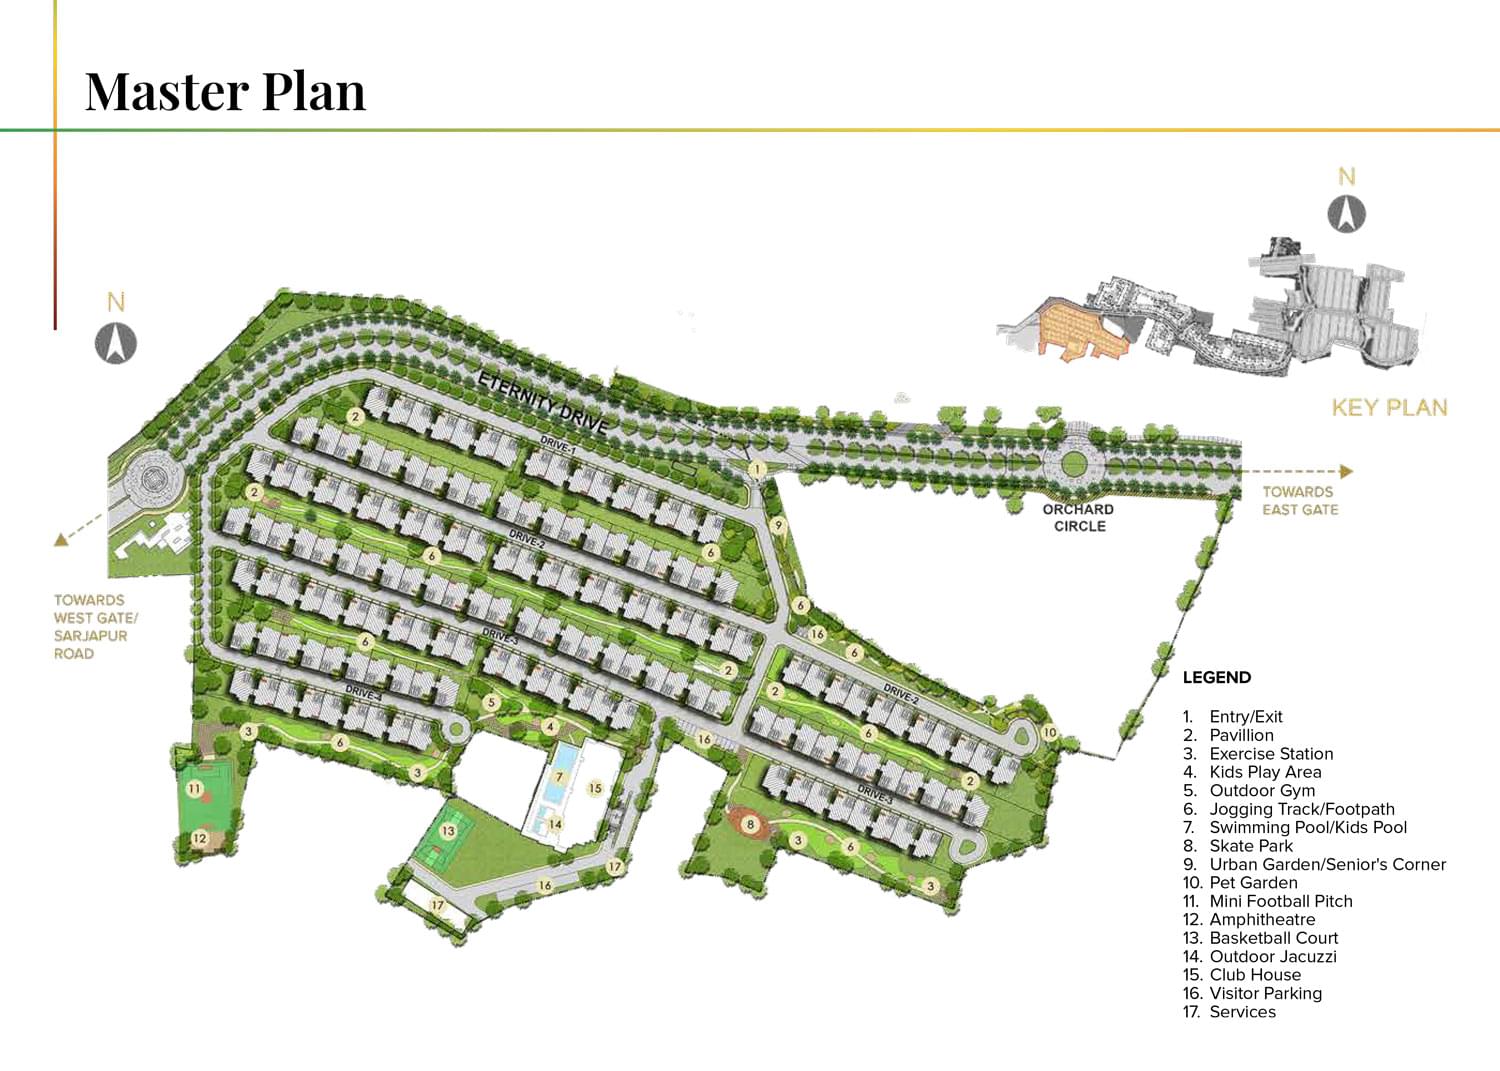 Master Plan
N
KEY PLAN
N
ETERNITY DRIVE
DRIVE-1
DRIVE-2
DRIVE-3
DRIVE-4
DRIVE-2
DRIVE-3
ORCHARD
CIRCLE
TOWARDS
EAST GATE
TOWARDS
WEST GATE/
SARJAPUR
ROAD
2
1
2
9
6
6
6
16
6
6
2
2
5
4
16
6
10
3
6
3
2
7
15
11
12
13
14
8
3
6
3
17
16
17
LEGEND
1. Entry/Exit
2. Pavillion
3. Exercise Station
4. Kids Play Area
5. Outdoor Gym
6. Jogging Track/Footpath
7. Swimming Pool/Kids Pool
8. Skate Park
9. Urban Garden/Senior's Corner
10. Pet Garden
11. Mini Football Pitch
12. Amphitheatre
13. Basketball Court
14. Outdoor Jacuzzi
15. Club House
16. Visitor Parking
17. Services